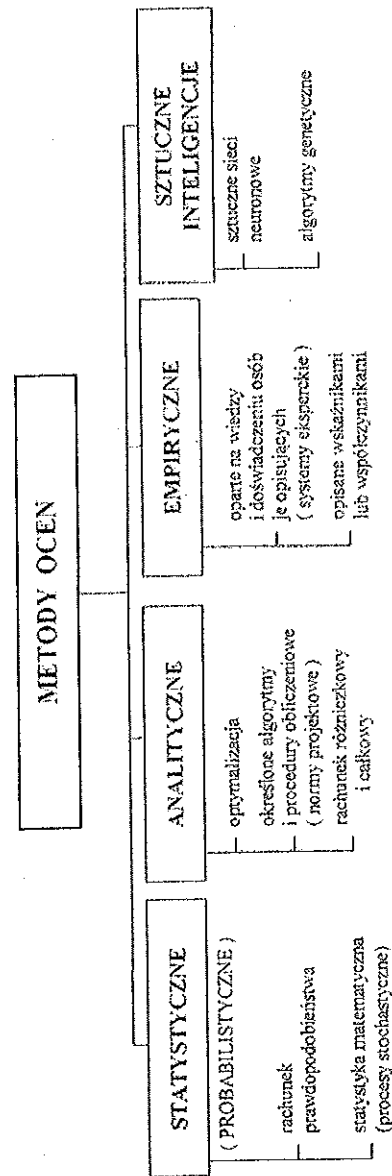 METODY OCEN
STATYSTYCZNE
( PROBABILISTYCZNE )
rachunek
prawdopodobieństwa
statystyka matematyczna
(procesy stochastyczne)
ANALITYCZNE
optymalizacja
określone algorytmy
i procedury obliczeniowe
( normy projektowe )
rachunek różniczkowy
i całkowy
EMPIRYCZNE
oparte na wiedzy
i doświadczeniu osób
je opisujących
( systemy eksperckie )
opisane wskaźnikami
lub współczynnikami
SZTUCZNE
INTELIGENCJE
sztuczne sieci
neuronowe
algorytmy genetyczne